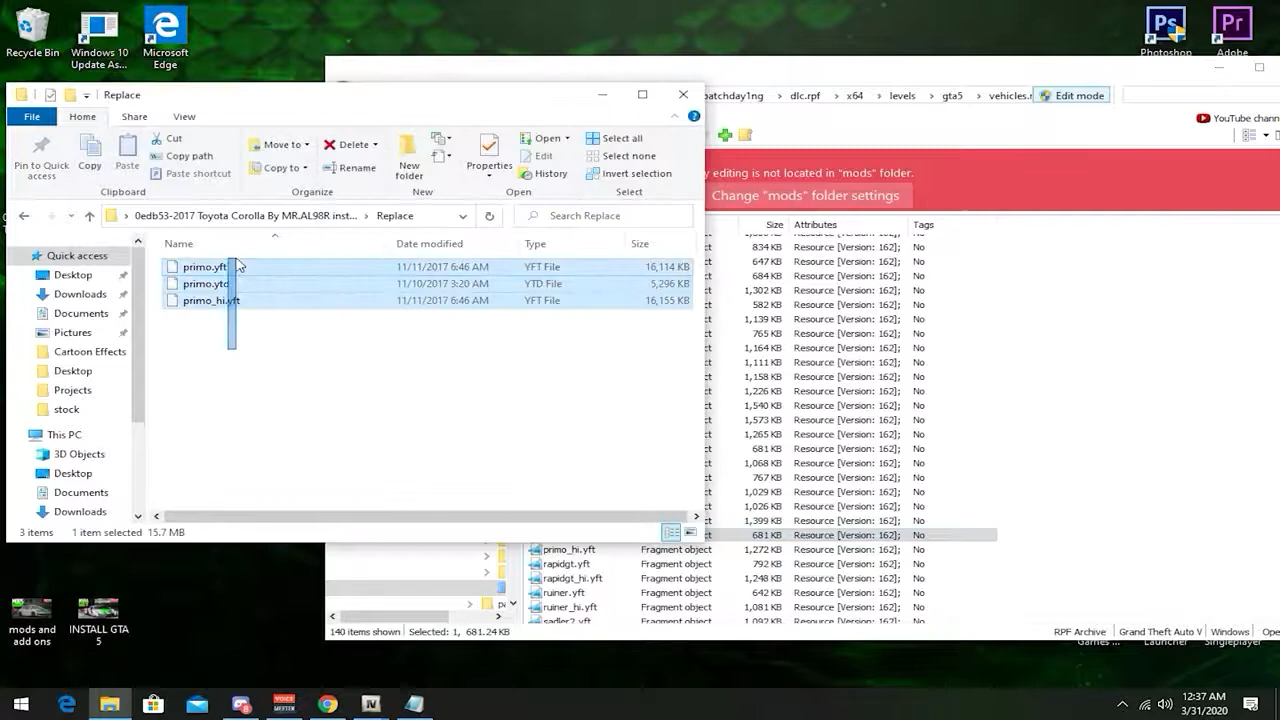 Recycle Bin
Windows 10 Update As...
Microsoft Edge
Ps
Photoshop
Pr
Adobe
Replace
File
Home
Share
View
Pin to Quick access
Copy
Paste
Cut
Copy path
Paste shortcut
Clipboard
Move to
Copy to
Delete
Rename
Organize
New folder
New
Properties
Open
Edit
History
Open
Select all
Select none
Invert selection
Select
0edb53-2017 Toyota Corolla By MR.AL98R inst... > Replace
Search Replace
Name Date modified Type Size
primo.yft 11/11/2017 6:46 AM YFT File 16,114 KB
primo.ytd 11/10/2017 3:20 AM YTD File 5,296 KB
primo_hi.yft 11/11/2017 6:46 AM YFT File 16,155 KB
Quick access
Desktop
Downloads
Documents
Pictures
Cartoon Effects
Desktop
Projects
stock
This PC
3D Objects
Desktop
Documents
Downloads
3 items 1 item selected 15.7 MB
patchday1ng > dlc.rpf > x64 > levels > gta5 > vehicles.r
Edit mode
YouTube chann
y editing is not located in "mods" folder.
Change "mods" folder settings
Size Attributes Tags
834 KB Resource [Version: 162]; No
647 KB Resource [Version: 162]; No
684 KB Resource [Version: 162]; No
1,302 KB Resource [Version: 162]; No
582 KB Resource [Version: 162]; No
1,139 KB Resource [Version: 162]; No
765 KB Resource [Version: 162]; No
1,164 KB Resource [Version: 162]; No
1,111 KB Resource [Version: 162]; No
1,158 KB Resource [Version: 162]; No
1,226 KB Resource [Version: 162]; No
1,540 KB Resource [Version: 162]; No
1,573 KB Resource [Version: 162]; No
1,265 KB Resource [Version: 162]; No
681 KB Resource [Version: 162]; No
1,068 KB Resource [Version: 162]; No
767 KB Resource [Version: 162]; No
1,029 KB Resource [Version: 162]; No
1,026 KB Resource [Version: 162]; No
1,399 KB Resource [Version: 162]; No
681 KB Resource [Version: 162]; No
primo_hi.yft Fragment object 1,272 KB Resource [Version: 162]; No
rapidgt.yft Fragment object 792 KB Resource [Version: 162]; No
rapidgt_hi.yft Fragment object 1,248 KB Resource [Version: 162]; No
ruiner.yft Fragment object 642 KB Resource [Version: 162]; No
ruiner_hi.yft Fragment object 1,081 KB Resource [Version: 162]; No
sadler2.yft Fragment object 1,092 KB Resource [Version: 162]; No
140 items shown Selected: 1, 681.24 KB
RPF Archive Grand Theft Auto V Windows Ope
Games ... Launcher Singleplayer
mods and add ons
INSTALL GTA 5
12:37 AM
3/31/2020